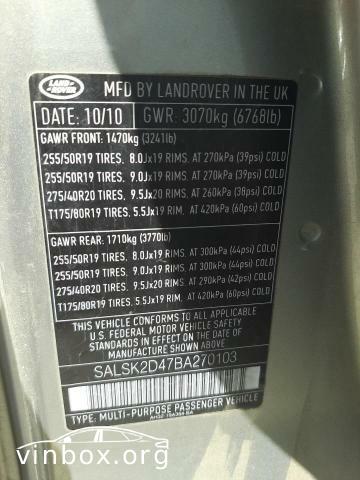 LAND ROVER
MFD BY LANDROVER IN THE UK
DATE: 10/10 GWR: 3070kg (6768lb)
GAWR FRONT: 1470kg (3241lb)
255/50R19 TIRES, 8.0Jx19 RIMS, AT 270kPa (39psi) COLD
255/50R19 TIRES, 9.0Jx19 RIMS, AT 270kPa (39psi) COLD
275/40R20 TIRES, 9.5Jx20 RIMS, AT 260kPa (38psi) COLD
T175/80R19 TIRES, 5.5Jx19 RIM, AT 420kPa (60psi) COLD
GAWR REAR: 1710kg (3770lb)
255/50R19 TIRES, 8.0Jx19 RIMS, AT 300kPa (44psi) COLD
255/50R19 TIRES, 9.0Jx19 RIMS, AT 300kPa (44psi) COLD
275/40R20 TIRES, 9.5Jx20 RIMS, AT 290kPa (42psi) COLD
T175/80R19 TIRES, 5.5Jx19 RIM, AT 420kPa (60psi) COLD
THIS VEHICLE CONFORMS TO ALL APPLICABLE
U.S. FEDERAL MOTOR VEHICLE SAFETY
STANDARDS IN EFFECT ON THE DATE OF
MANUFACTURE SHOWN ABOVE
SALSK2D47BA270103
TYPE: MULTI-PURPOSE PASSENGER VEHICLE
vinbox.org